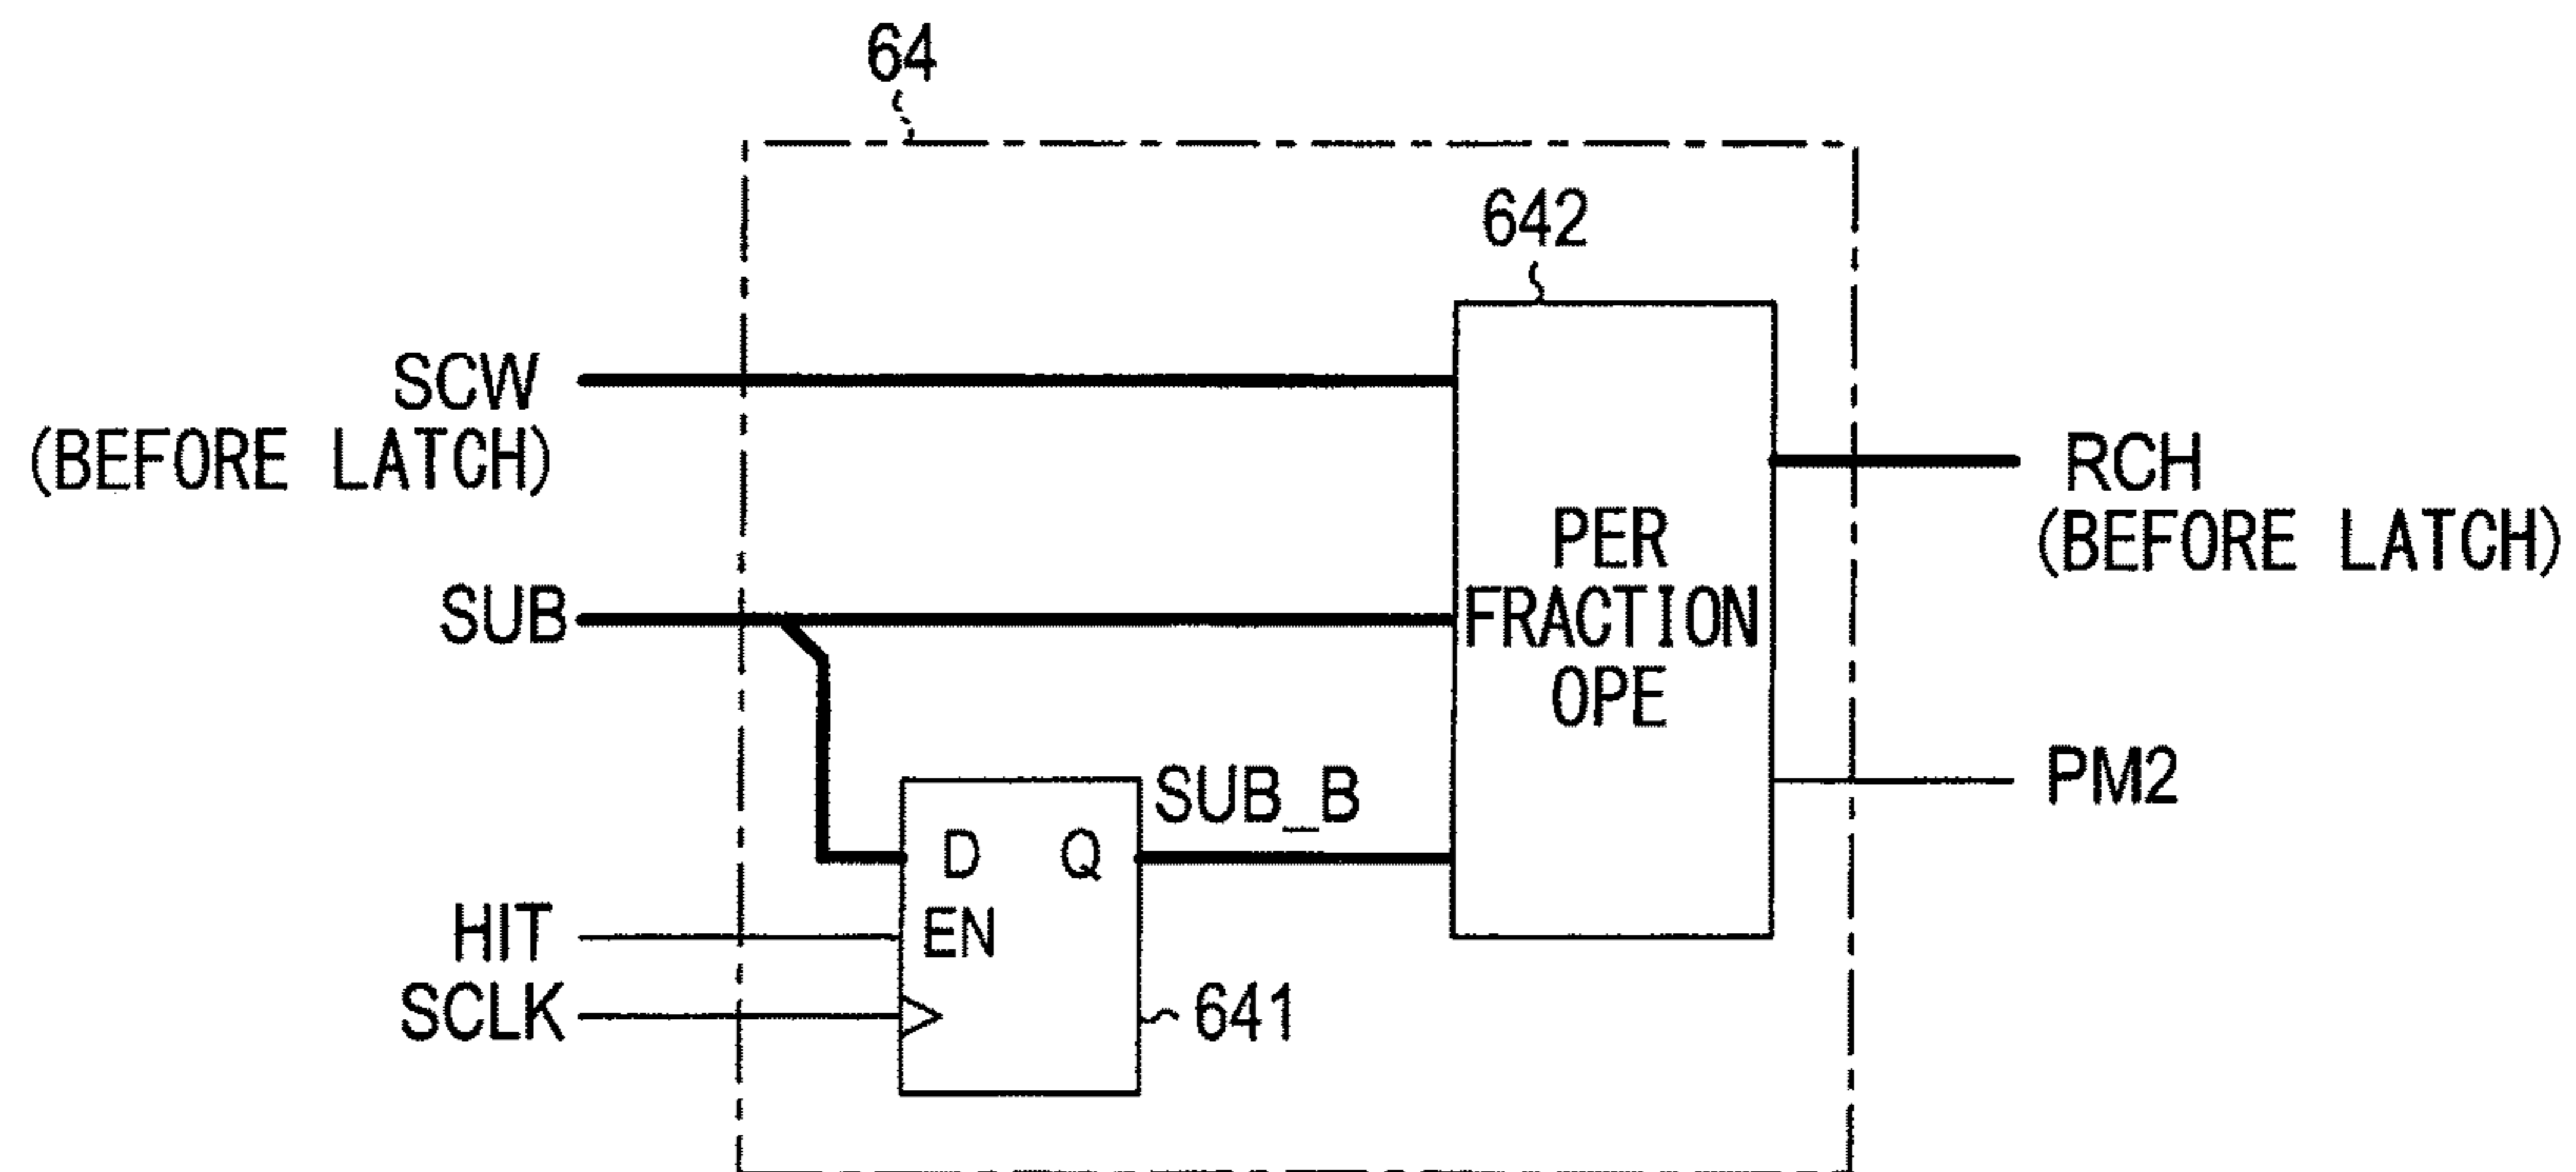 64
642
SCW
(BEFORE LATCH)
RCH
(BEFORE LATCH)
PER
FRACTION
OPE
SUB
SUB_B
PM2
D
Q
HIT
EN
SCLK
641